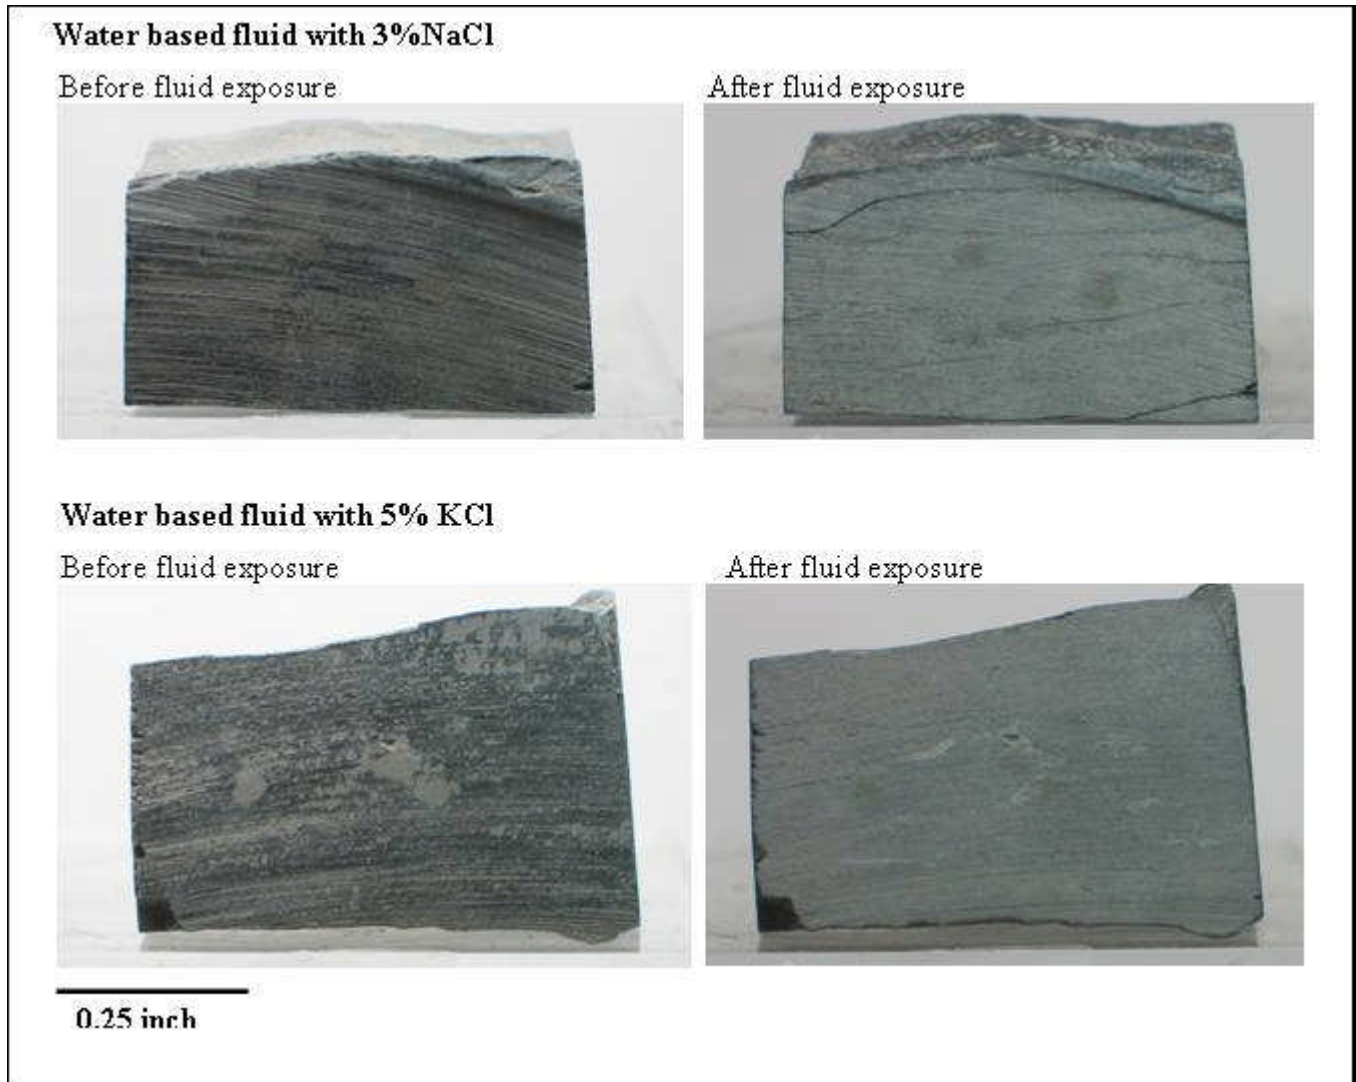 Water based fluid with 3%NaCl
Before fluid exposure After fluid exposure
Water based fluid with 5% KCl
Before fluid exposure After fluid exposure
0.25 inch